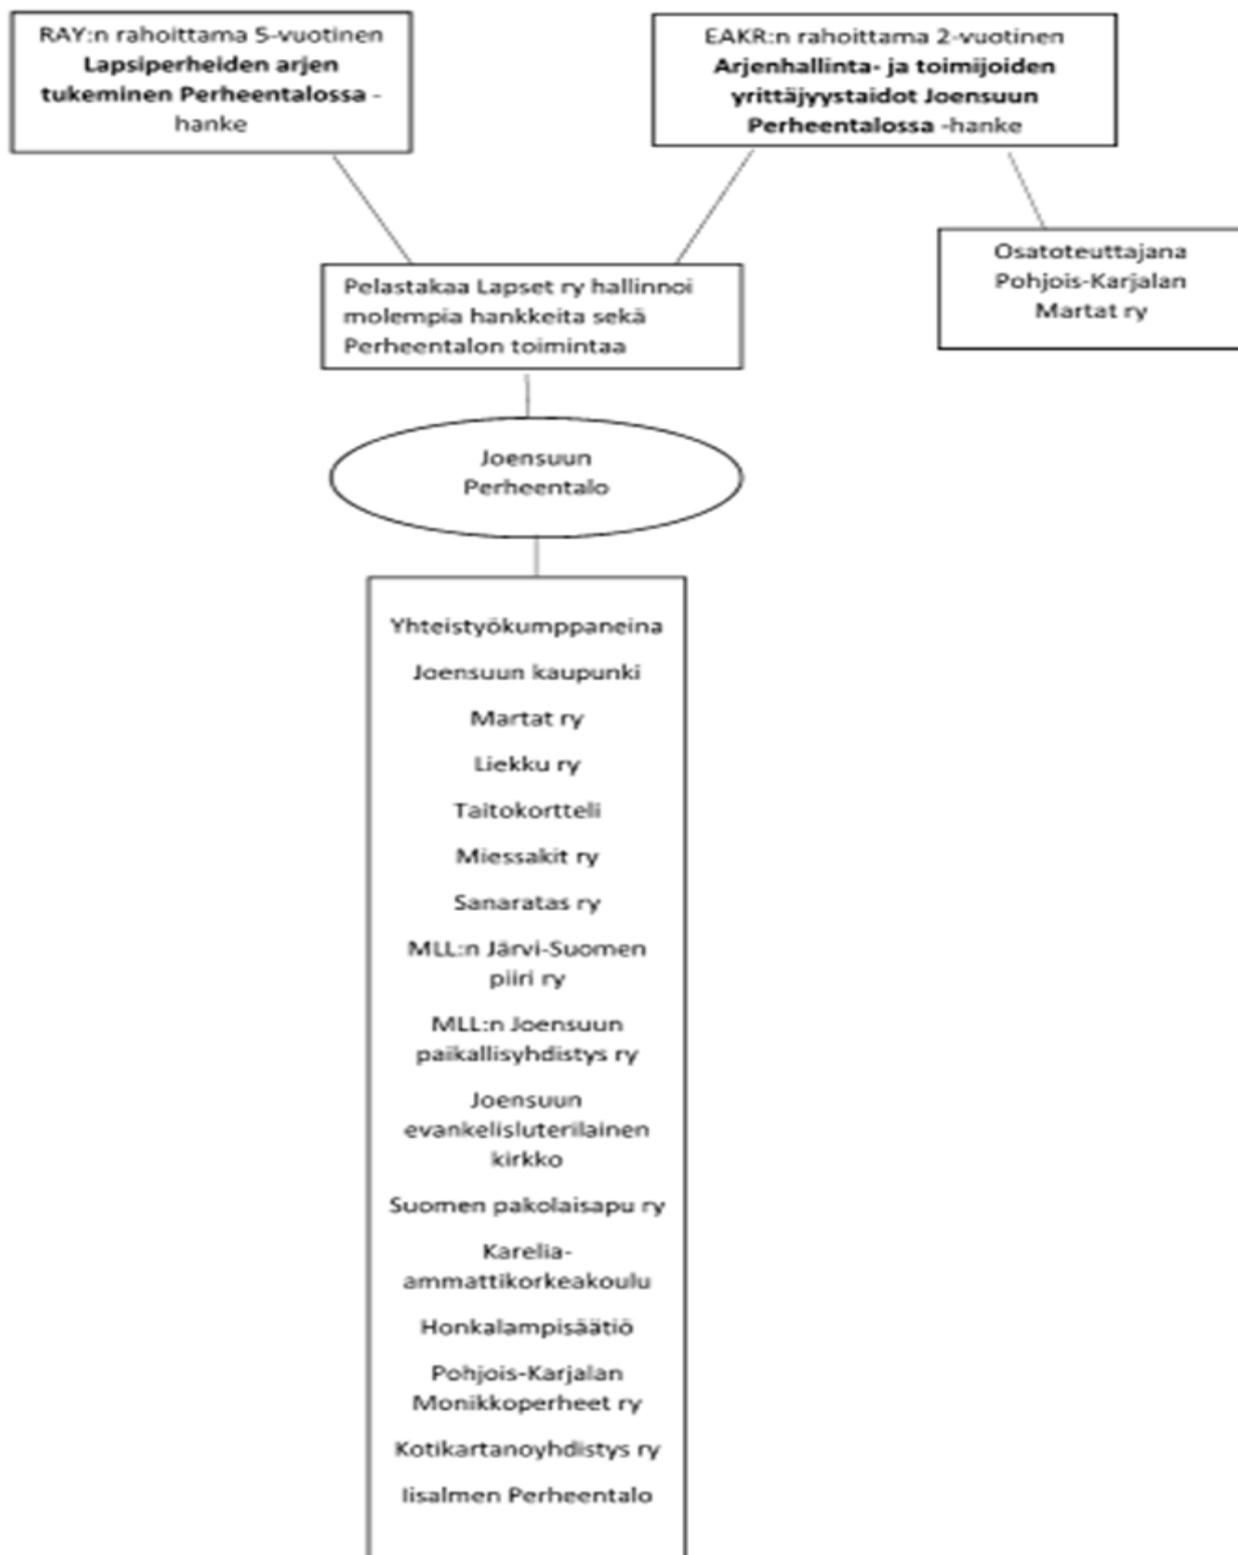 RAY:n rahoittama 5-vuotinen
Lapsiperheiden arjen
tukeminen Perheentalossa -
hanke
EAKR:n rahoittama 2-vuotinen
Arjenhallinta- ja toimijoiden
yrittäjyystaidot Joensuun
Perheentalossa -hanke
Osatoteuttajana
Pohjois-Karjalan
Martat ry
Pelastakaa Lapset ry hallinnoi
molempia hankkeita sekä
Perheentalon toimintaa
Joensuun
Perheentalo
Yhteistyökumppaneina
Joensuun kaupunki
Martat ry
Liekku ry
Taitokortteli
Miessakit ry
Sanaratas ry
MLL:n Järvi-Suomen
piiri ry
MLL:n Joensuun
paikallisyhdistys ry
Joensuun
evankelisluterilainen
kirkko
Suomen pakolaisapu ry
Karelia-
ammattikorkeakoulu
Honkalampisäätiö
Pohjois-Karjalan
Monikkoperheet ry
Kotikartanoyhdistys ry
Iisalmen Perheentalo